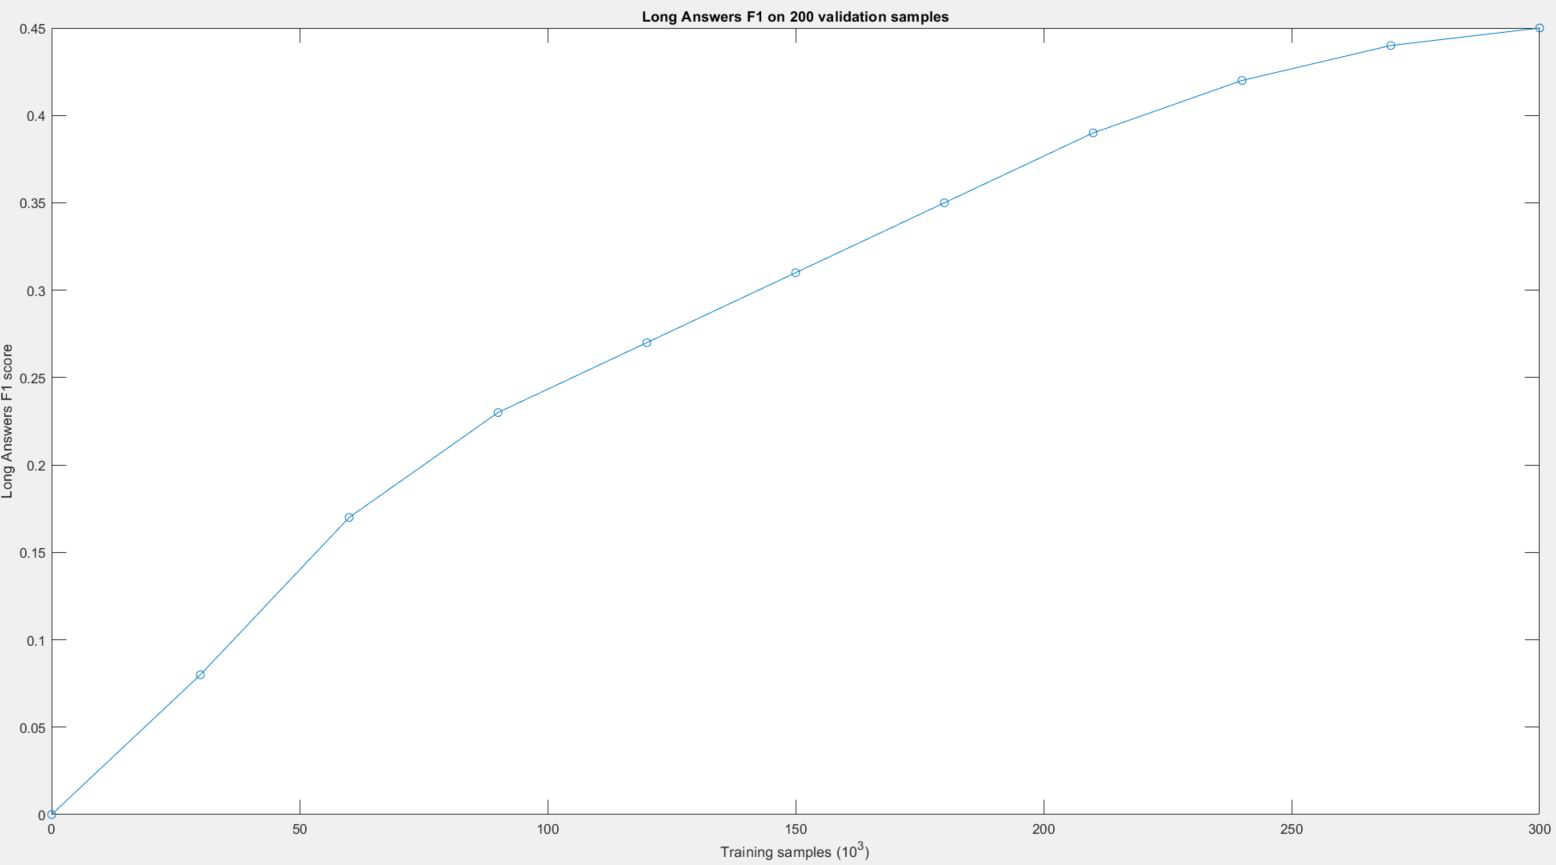 Long Answers F1 on 200 validation samples
0.45
0.4
0.35
0.3
0.25
0.2
0.15
0.1
0.05
0
Long Answers F1 score
0 50 100 150 200 250 300
Training samples (10³)